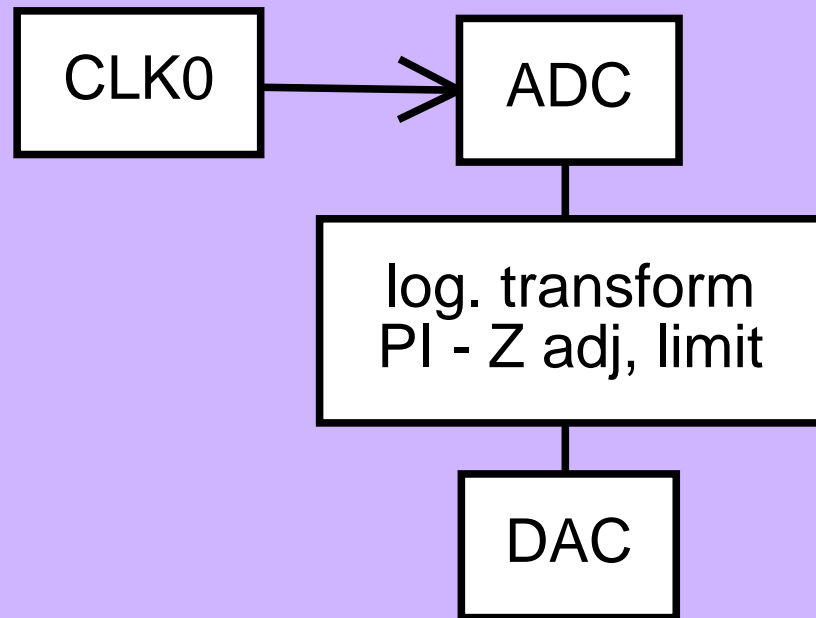 CLK0
ADC
log. transform
PI - Z adj, limit
DAC